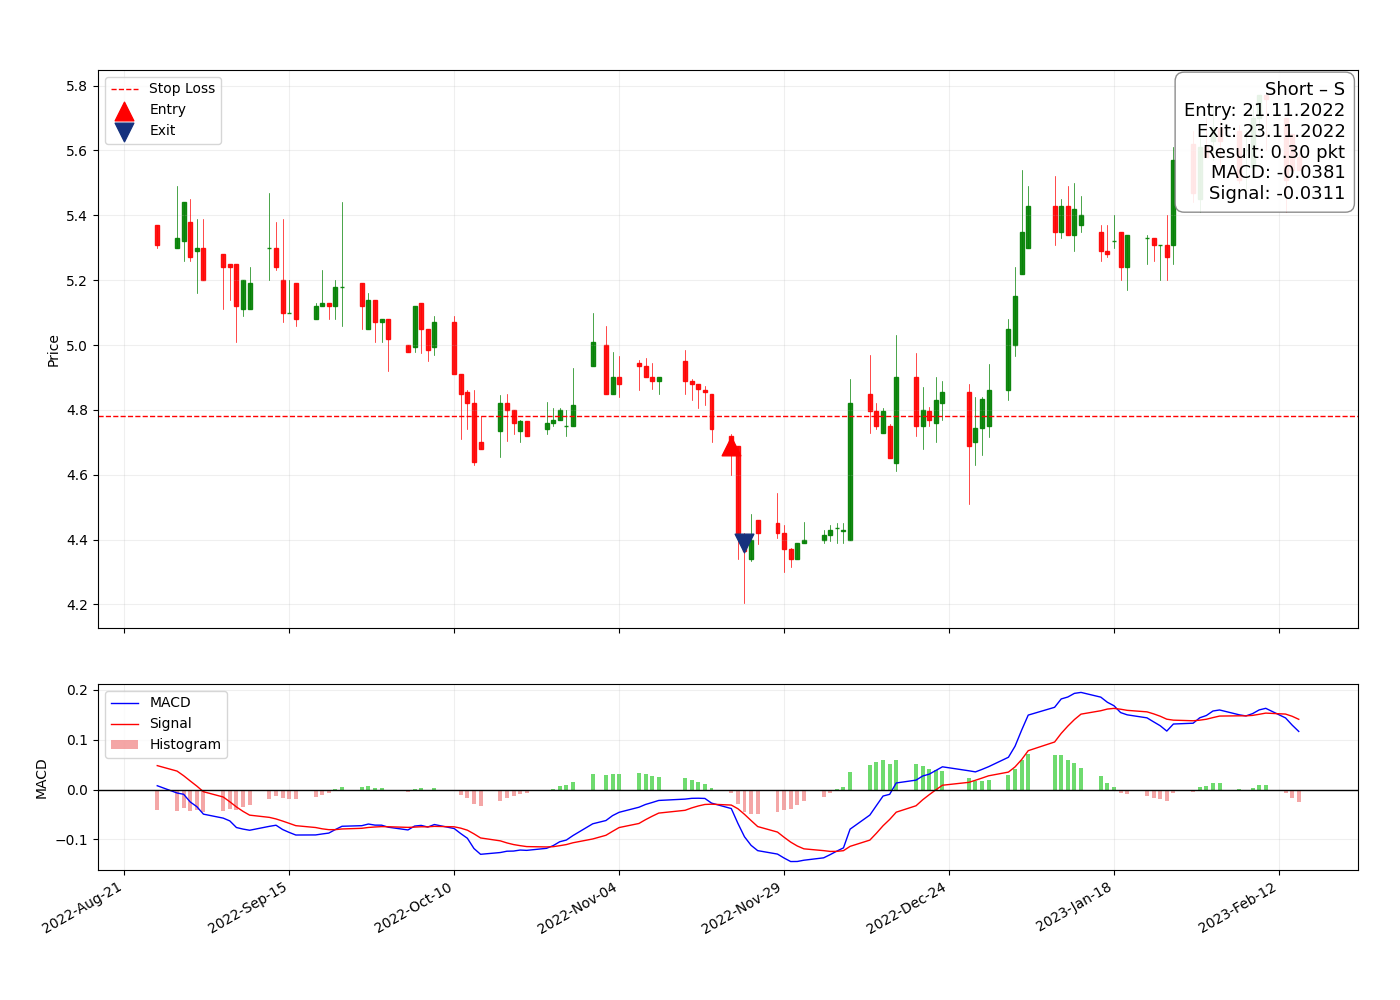 Stop Loss
Entry
Exit
Short – S
Entry: 21.11.2022
Exit: 23.11.2022
Result: 0.30 pkt
MACD: -0.0381
Signal: -0.0311
5.8
5.6
5.4
5.2
5.0
4.8
4.6
4.4
4.2
Price
MACD
Signal
Histogram
0.2
0.1
0.0
−0.1
MACD
2022-Aug-21
2022-Sep-15
2022-Oct-10
2022-Nov-04
2022-Nov-29
2022-Dec-24
2023-Jan-18
2023-Feb-12